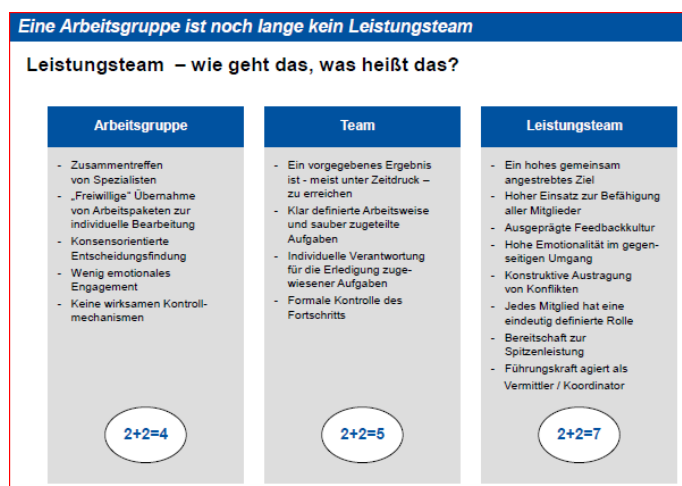 Eine Arbeitsgruppe ist noch lange kein Leistungsteam
Leistungsteam – wie geht das, was heißt das?
Arbeitsgruppe
- Zusammentreffen
von Spezialisten
- „Freiwillige" Übernahme
von Arbeitspaketen zur
individuelle Bearbeitung
- Konsensorientierte
Entscheidungsfindung
- Wenig emotionales
Engagement
- Keine wirksamen Kontroll-
mechanismen
2+2=4
Team
- Ein vorgegebenes Ergebnis
ist - meist unter Zeitdruck –
zu erreichen
- Klar definierte Arbeitsweise
und sauber zugeteilte
Aufgaben
- Individuelle Verantwortung
für die Erledigung zuge-
wiesener Aufgaben
- Formale Kontrolle des
Fortschritts
2+2=5
Leistungsteam
- Ein hohes gemeinsam
angestrebtes Ziel
- Hoher Einsatz zur Befähigung
aller Mitglieder
- Ausgeprägte Feedbackkultur
- Hohe Emotionalität im gegen-
seitigen Umgang
- Konstruktive Austragung
von Konflikten
- Jedes Mitglied hat eine
eindeutig definierte Rolle
- Bereitschaft zur
Spitzenleistung
- Führungskraft agiert als
Vermittler / Koordinator
2+2=7